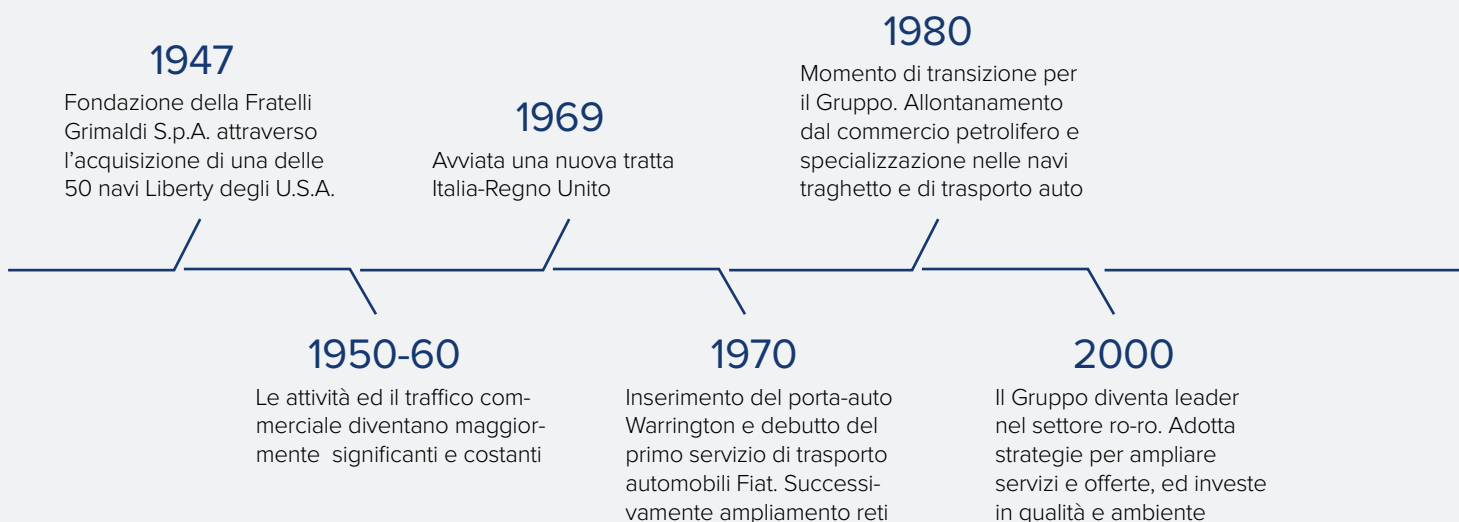 1947
Fondazione della Fratelli
Grimaldi S.p.A. attraverso
l'acquisizione di una delle
50 navi Liberty degli U.S.A.
1950-60
Le attività ed il traffico com-
merciale diventano maggior-
mente significanti e costanti
1969
Avviata una nuova tratta
Italia-Regno Unito
1970
Inserimento del porta-auto
Warrington e debutto del
primo servizio di trasporto
automobili Fiat. Successi-
vamente ampliamento reti
1980
Momento di transizione per
il Gruppo. Allontanamento
dal commercio petrolifero e
specializzazione nelle navi
traghetto e di trasporto auto
2000
Il Gruppo diventa leader
nel settore ro-ro. Adotta
strategie per ampliare
servizi e offerte, ed investe
in qualità e ambiente